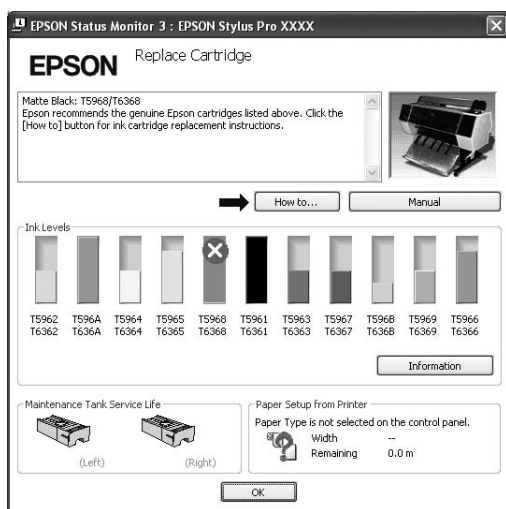 EPSON Status Monitor 3 : EPSON Stylus Pro XXXX
EPSON
Replace Cartridge
Matte Black: T5968/T6368
Epson recommends the genuine Epson cartridges listed above. Click the
[How to] button for ink cartridge replacement instructions.
How to...
Manual
Ink Levels
T5962 T596A T5964 T5965 T5968 T5961 T5963 T5967 T596B T5969 T5966
T6362 T636A T6364 T6365 T6368 T6361 T6363 T6367 T636B T6369 T6366
Information
Maintenance Tank Service Life
(Left)
(Right)
Paper Setup from Printer
Paper Type is not selected on the control panel.
Width --
Remaining 0.0 m
OK